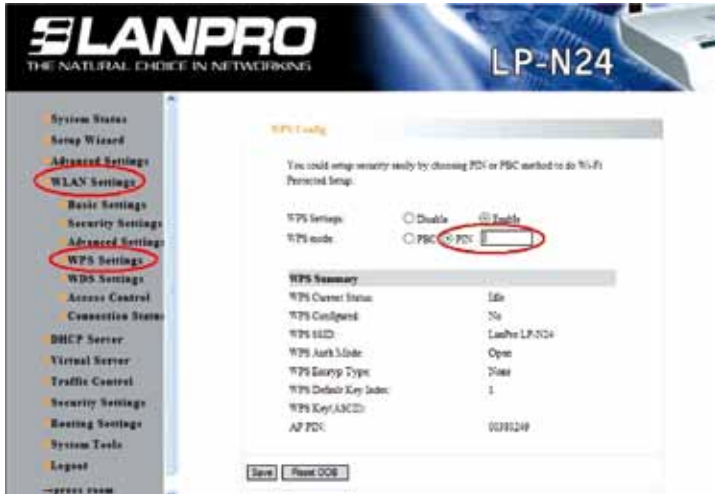 LANPRO
THE NATURAL CHOICE IN NETWORKING
LP-N24
System Status
Setup Wizard
Advanced Settings
WLAN Settings
Basic Settings
Security Settings
Advanced Settings
WPS Settings
WDS Settings
Access Control
Connection Status
DHCP Server
Virtual Server
Traffic Control
Security Settings
Routing Settings
System Tools
Logout
press room
WPS Config
You could setup security easily by choosing PIN or PBC method to do Wi-Fi
Protected Setup.
WPS Settings: Disable Enable
WPS mode: PBC PIN
WPS Summary
WPS Current Status: Idle
WPS Configured: No
WPS SSID: LanPro LP-N24
WPS Auth Mode: Open
WPS Encryp Type: None
WPS Default Key Index: 1
WPS Key(ASCII):
AP PIN:
Save Reset OOB